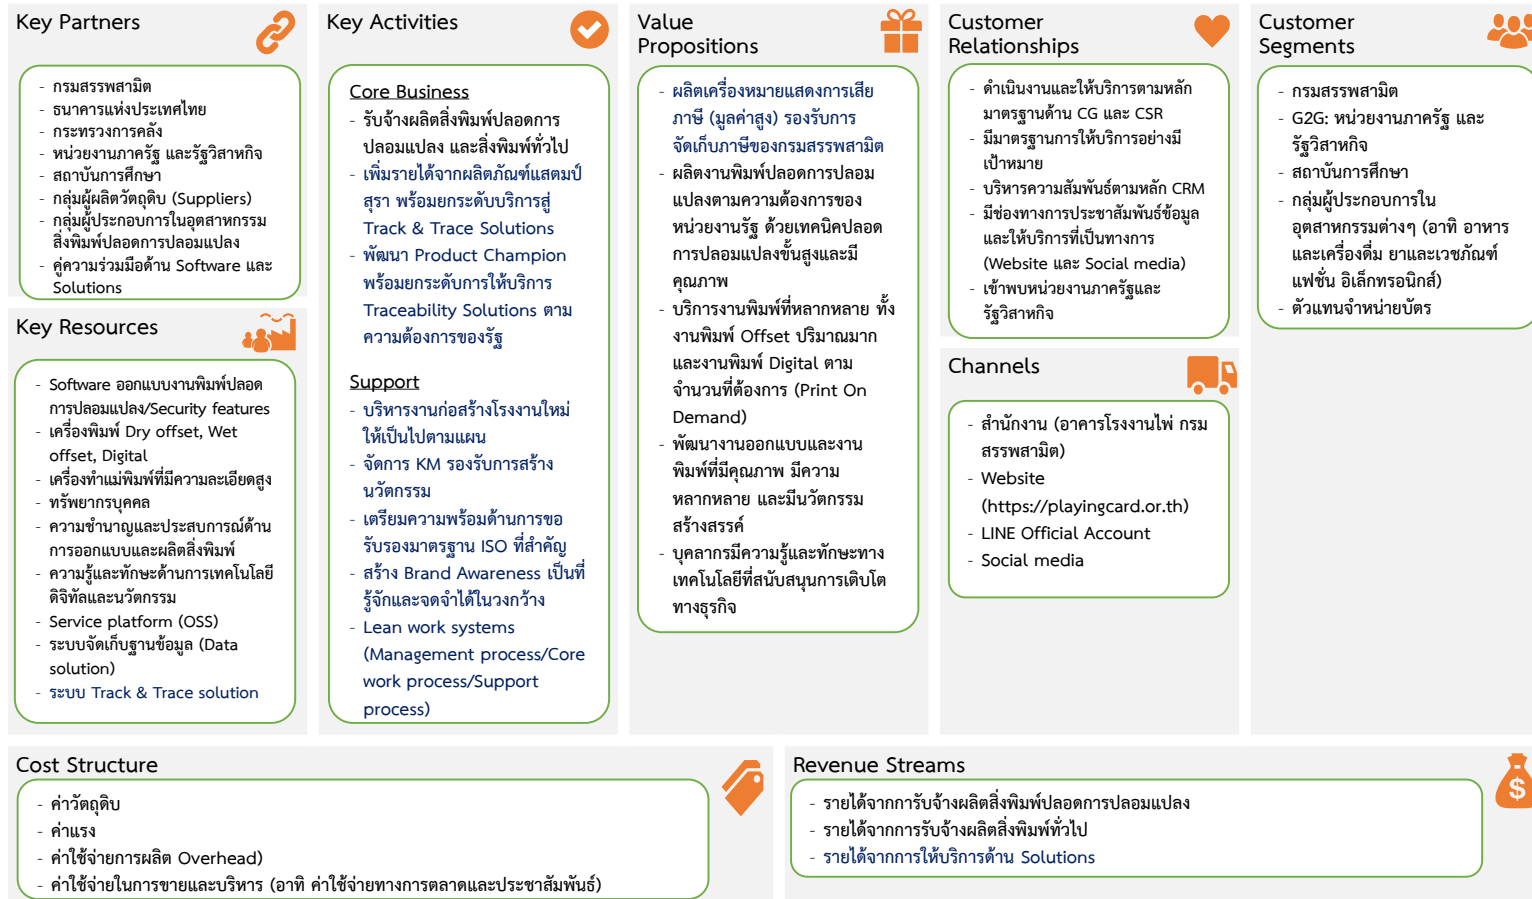 Key Partners
- กรมสรรพสามิต
- ธนาคารแห่งประเทศไทย
- กระทรวงการคลัง
- หน่วยงานภาครัฐ และรัฐวิสาหกิจ
- สถาบันการศึกษา
- กลุ่มผู้ผลิตวัตถุดิบ (Suppliers)
- กลุ่มผู้ประกอบการในอุตสาหกรรม
สิ่งพิมพ์ปลอดการปลอมแปลง
- คู่ความร่วมมือด้าน Software และ
Solutions
Key Resources
- Software ออกแบบงานพิมพ์ปลอด
การปลอมแปลง/Security features
- เครื่องพิมพ์ Dry offset, Wet
offset, Digital
- เครื่องทำแม่พิมพ์ที่มีความละเอียดสูง
- ทรัพยากรบุคคล
- ความชำนาญและประสบการณ์ด้าน
การออกแบบและผลิตสิ่งพิมพ์
- ความรู้และทักษะด้านการเทคโนโลยี
ดิจิทัลและนวัตกรรม
- Service platform (OSS)
- ระบบจัดเก็บฐานข้อมูล (Data
solution)
- ระบบ Track & Trace solution
Key Activities
Core Business
- รับจ้างผลิตสิ่งพิมพ์ปลอดการ
ปลอมแปลง และสิ่งพิมพ์ทั่วไป
- เพิ่มรายได้จากผลิตภัณฑ์แสตมป์
สุรา พร้อมยกระดับบริการสู่
Track & Trace Solutions
- พัฒนา Product Champion
พร้อมยกระดับการให้บริการ
Traceability Solutions ตาม
ความต้องการของรัฐ
Support
- บริหารงานก่อสร้างโรงงานใหม่
ให้เป็นไปตามแผน
- จัดการ KM รองรับการสร้าง
นวัตกรรม
- เตรียมความพร้อมด้านการขอ
รับรองมาตรฐาน ISO ที่สำคัญ
- สร้าง Brand Awareness เป็นที่
รู้จักและจดจำได้ในวงกว้าง
- Lean work systems
(Management process/Core
work process/Support
process)
Value
Propositions
- ผลิตเครื่องหมายแสดงการเสีย
ภาษี (มูลค่าสูง) รองรับการ
จัดเก็บภาษีของกรมสรรพสามิต
- ผลิตงานพิมพ์ปลอดการปลอม
แปลงตามความต้องการของ
หน่วยงานรัฐ ด้วยเทคนิคปลอด
การปลอมแปลงขั้นสูงและมี
คุณภาพ
- บริการงานพิมพ์ที่หลากหลาย ทั้ง
งานพิมพ์ Offset ปริมาณมาก
และงานพิมพ์ Digital ตาม
จำนวนที่ต้องการ (Print On
Demand)
- พัฒนางานออกแบบและงาน
พิมพ์ที่มีคุณภาพ มีความ
หลากหลาย และมีนวัตกรรม
สร้างสรรค์
- บุคลากรมีความรู้และทักษะทาง
เทคโนโลยีที่สนับสนุนการเติบโต
ทางธุรกิจ
Customer
Relationships
- ดำเนินงานและให้บริการตามหลัก
มาตรฐานด้าน CG และ CSR
- มีมาตรฐานการให้บริการอย่างมี
เป้าหมาย
- บริหารความสัมพันธ์ตามหลัก CRM
- มีช่องทางการประชาสัมพันธ์ข้อมูล
และให้บริการที่เป็นทางการ
(Website และ Social media)
- เข้าพบหน่วยงานภาครัฐและ
รัฐวิสาหกิจ
Channels
- สำนักงาน (อาคารโรงงานไพ่ กรม
สรรพสามิต)
- Website
(https://playingcard.or.th)
- LINE Official Account
- Social media
Customer
Segments
- กรมสรรพสามิต
- G2G: หน่วยงานภาครัฐ และ
รัฐวิสาหกิจ
- สถาบันการศึกษา
- กลุ่มผู้ประกอบการใน
อุตสาหกรรมต่างๆ (อาทิ อาหาร
และเครื่องดื่ม ยาและเวชภัณฑ์
แฟชั่น อิเล็กทรอนิกส์)
- ตัวแทนจำหน่ายบัตร
Cost Structure
- ค่าวัตถุดิบ
- ค่าแรง
- ค่าใช้จ่ายการผลิต Overhead)
- ค่าใช้จ่ายในการขายและบริหาร (อาทิ ค่าใช้จ่ายทางการตลาดและประชาสัมพันธ์)
Revenue Streams
- รายได้จากการับจ้างผลิตสิ่งพิมพ์ปลอดการปลอมแปลง
- รายได้จากการรับจ้างผลิตสิ่งพิมพ์ทั่วไป
- รายได้จากการให้บริการด้าน Solutions
$